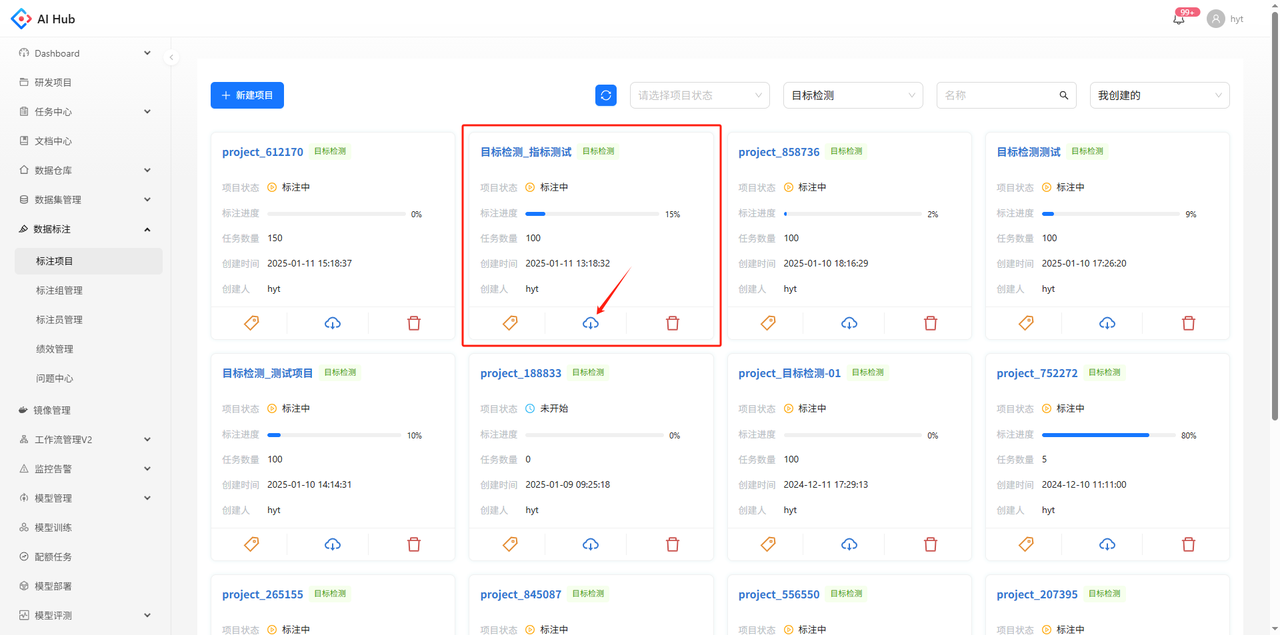 AI Hub
99+
hyt
Dashboard
研发项目
任务中心
文档中心
数据仓库
数据集管理
数据标注
标注项目
标注组管理
标注员管理
绩效管理
问题中心
镜像管理
工作流管理V2
监控告警
模型管理
模型训练
配额任务
模型部署
模型评测
+ 新建项目
请选择项目状态
目标检测
名称
我创建的
project_612170 目标检测
项目状态 标注中
标注进度 0%
任务数量 150
创建时间 2025-01-11 15:18:37
创建人 hyt
目标检测_指标测试 目标检测
项目状态 标注中
标注进度 15%
任务数量 100
创建时间 2025-01-11 13:18:32
创建人 hyt
project_858736 目标检测
项目状态 标注中
标注进度 2%
任务数量 100
创建时间 2025-01-10 18:16:29
创建人 hyt
目标检测测试 目标检测
项目状态 标注中
标注进度 9%
任务数量 100
创建时间 2025-01-10 17:26:20
创建人 hyt
目标检测_测试项目 目标检测
项目状态 标注中
标注进度 10%
任务数量 100
创建时间 2025-01-10 14:14:31
创建人 hyt
project_188833 目标检测
项目状态 未开始
标注进度 0%
任务数量 0
创建时间 2025-01-09 09:25:18
创建人 hyt
project_目标检测-01 目标检测
项目状态 标注中
标注进度 0%
任务数量 100
创建时间 2024-12-11 17:29:13
创建人 hyt
project_752272 目标检测
项目状态 标注中
标注进度 80%
任务数量 5
创建时间 2024-12-10 11:11:00
创建人 hyt
project_265155 目标检测
项目状态 标注中
project_845087 目标检测
项目状态 标注中
project_556550 目标检测
项目状态 标注中
project_207395 目标检测
项目状态 标注中